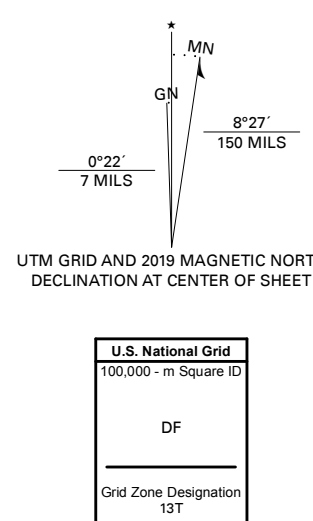 MN
GN
8°27´
150 MILS
0°22´
7 MILS
UTM GRID AND 2019 MAGNETIC NORT
DECLINATION AT CENTER OF SHEET
U.S. National Grid
100,000 - m Square ID
DF
Grid Zone Designation
13T